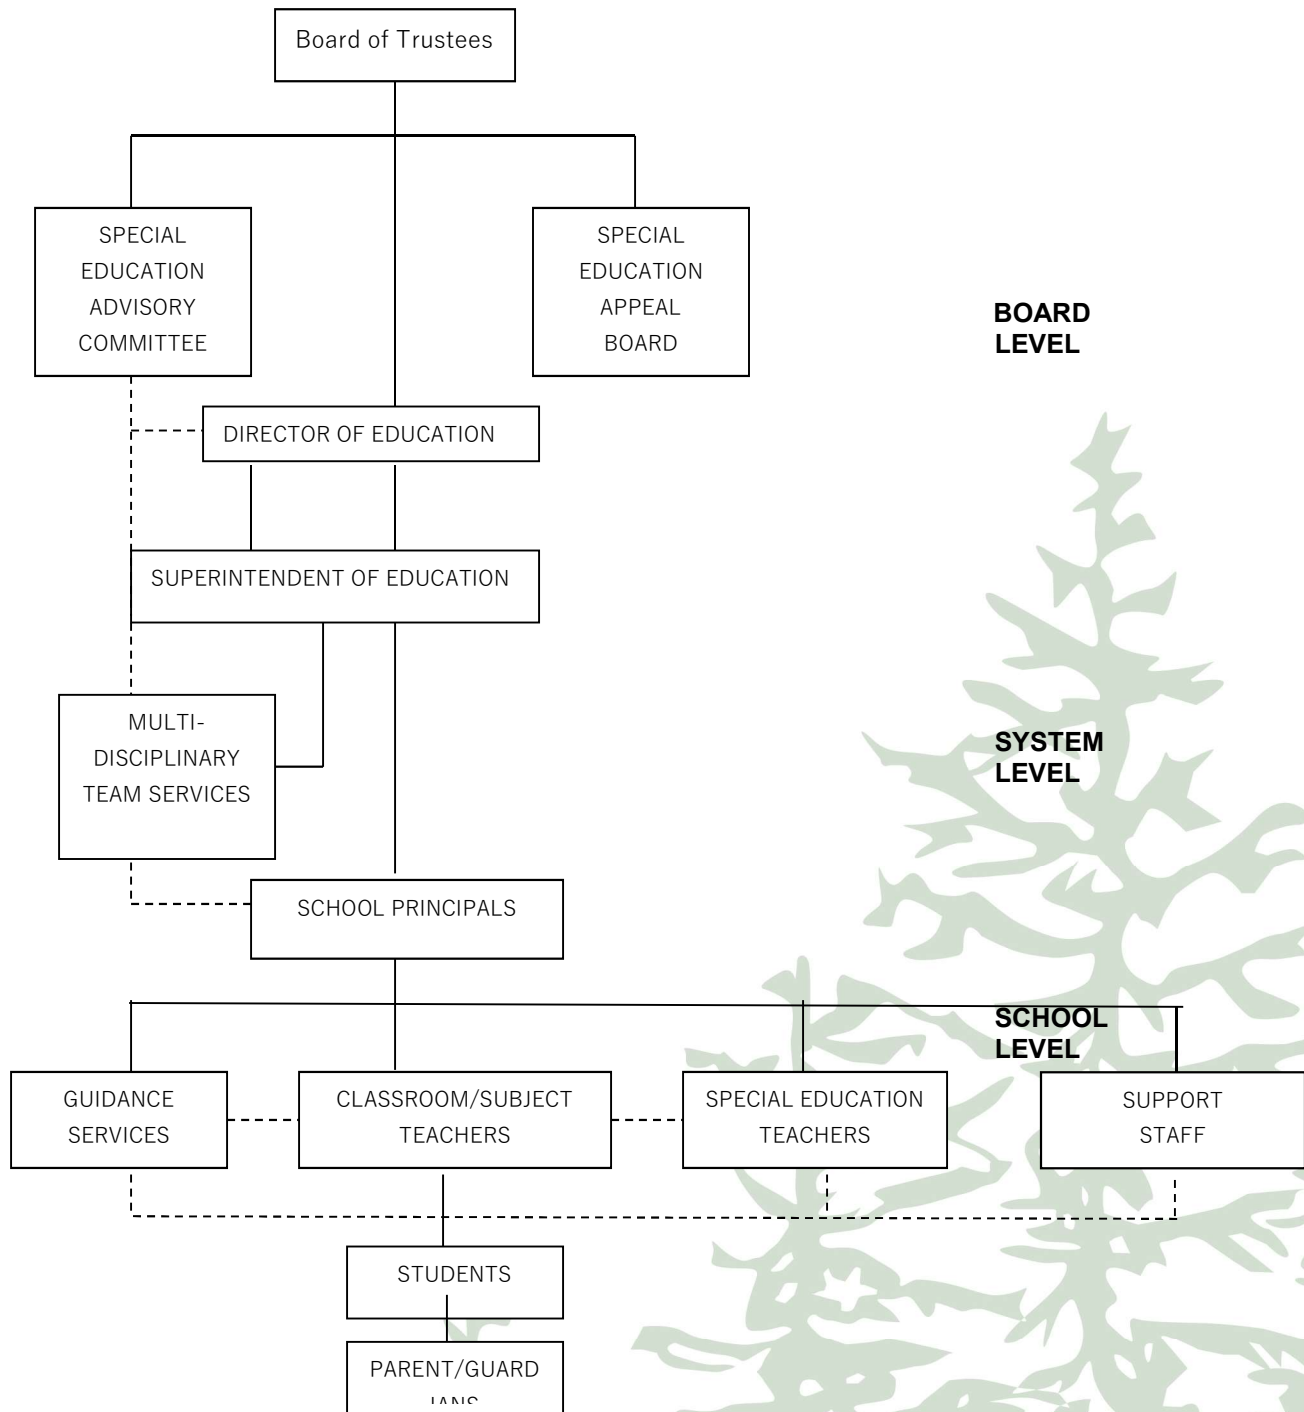 Board of Trustees
SPECIAL
EDUCATION
ADVISORY
COMMITTEE
SPECIAL
EDUCATION
APPEAL
BOARD
BOARD
LEVEL
DIRECTOR OF EDUCATION
SUPERINTENDENT OF EDUCATION
MULTI-
DISCIPLINARY
TEAM SERVICES
SYSTEM
LEVEL
SCHOOL PRINCIPALS
SCHOOL
LEVEL
GUIDANCE
SERVICES
CLASSROOM/SUBJECT
TEACHERS
SPECIAL EDUCATION
TEACHERS
SUPPORT
STAFF
STUDENTS
PARENT/GUARD
IANS